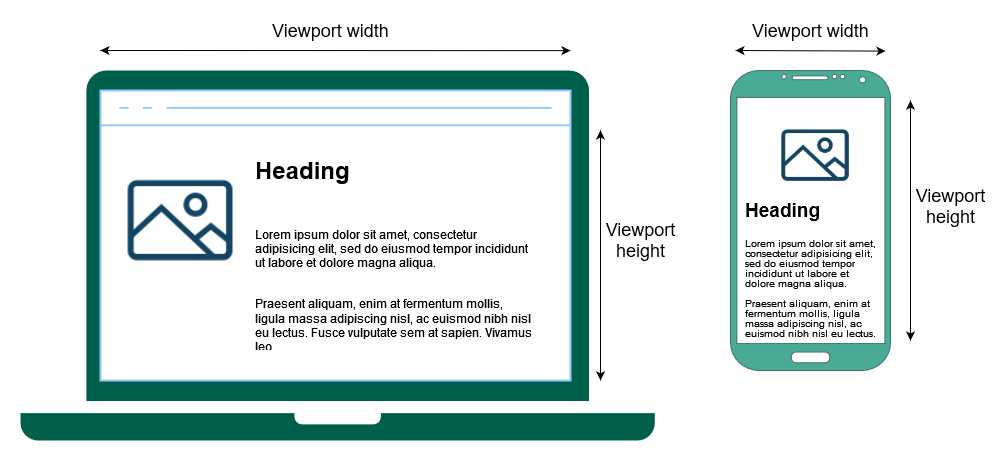 Viewport width
Heading
Lorem ipsum dolor sit amet, consectetur
adipisicing elit, sed do eiusmod tempor incididunt
ut labore et dolore magna aliqua.
Praesent aliquam, enim at fermentum mollis,
ligula massa adipiscing nisl, ac euismod nibh nisl
eu lectus. Fusce vulputate sem at sapien. Vivamus
leo
Viewport
height
Viewport width
Heading
Lorem ipsum dolor sit amet,
consectetur adipisicing elit,
sed do eiusmod tempor
incididunt ut labore et
dolore magna aliqua.
Praesent aliquam, enim at
fermentum mollis, ligula
massa adipiscing nisl, ac
euismod nibh nisl eu lectus.
Viewport
height